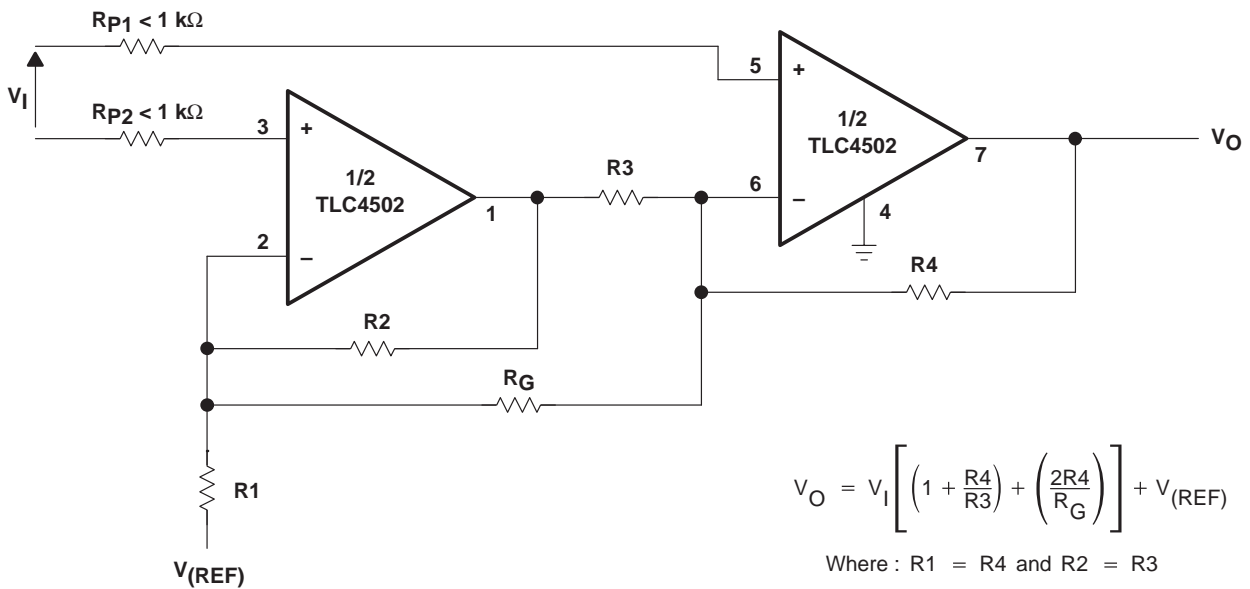 RP1 < 1 kΩ
VI
RP2 < 1 kΩ
3
+
1/2
TLC4502
1
2
–
5
+
1/2
TLC4502
7
VO
6
–
4
R3
R4
R2
RG
R1
V(REF)
VO = VI [ (1 + R4/R3) + (2R4/RG) ] + V(REF)
Where : R1 = R4 and R2 = R3